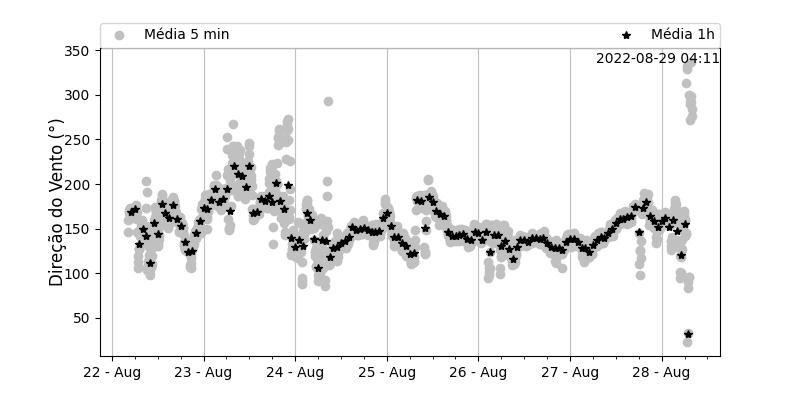 Média 5 min
Média 1h
2022-08-29 04:11
Direção do Vento (°)
350
300
250
200
150
100
50
22 - Aug
23 - Aug
24 - Aug
25 - Aug
26 - Aug
27 - Aug
28 - Aug